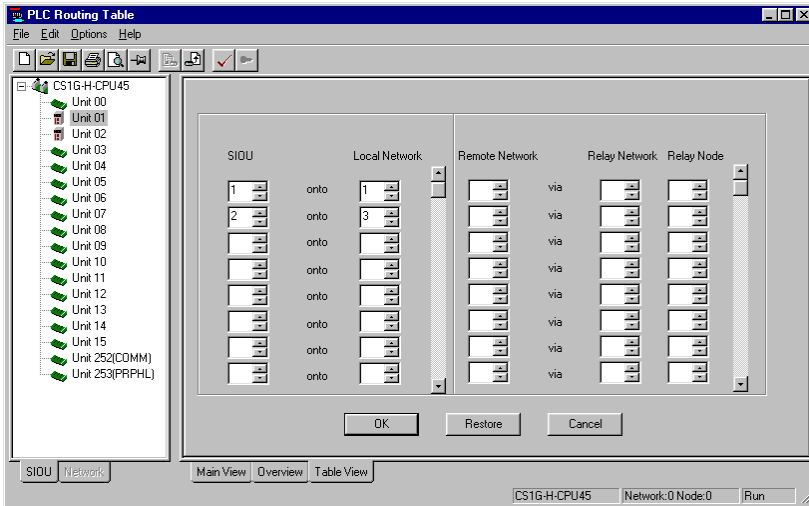 PLC Routing Table
File Edit Options Help
CS1G-H-CPU45
Unit 00
Unit 01
Unit 02
Unit 03
Unit 04
Unit 05
Unit 06
Unit 07
Unit 08
Unit 09
Unit 10
Unit 11
Unit 12
Unit 13
Unit 14
Unit 15
Unit 252(COMM)
Unit 253(PRPHL)
SIOU Network
SIOU Local Network Remote Network Relay Network Relay Node
1 onto 1 via
2 onto 3 via
onto via
onto via
onto via
onto via
onto via
onto via
OK Restore Cancel
Main View Overview Table View
CS1G-H-CPU45 Network:0 Node:0 Run